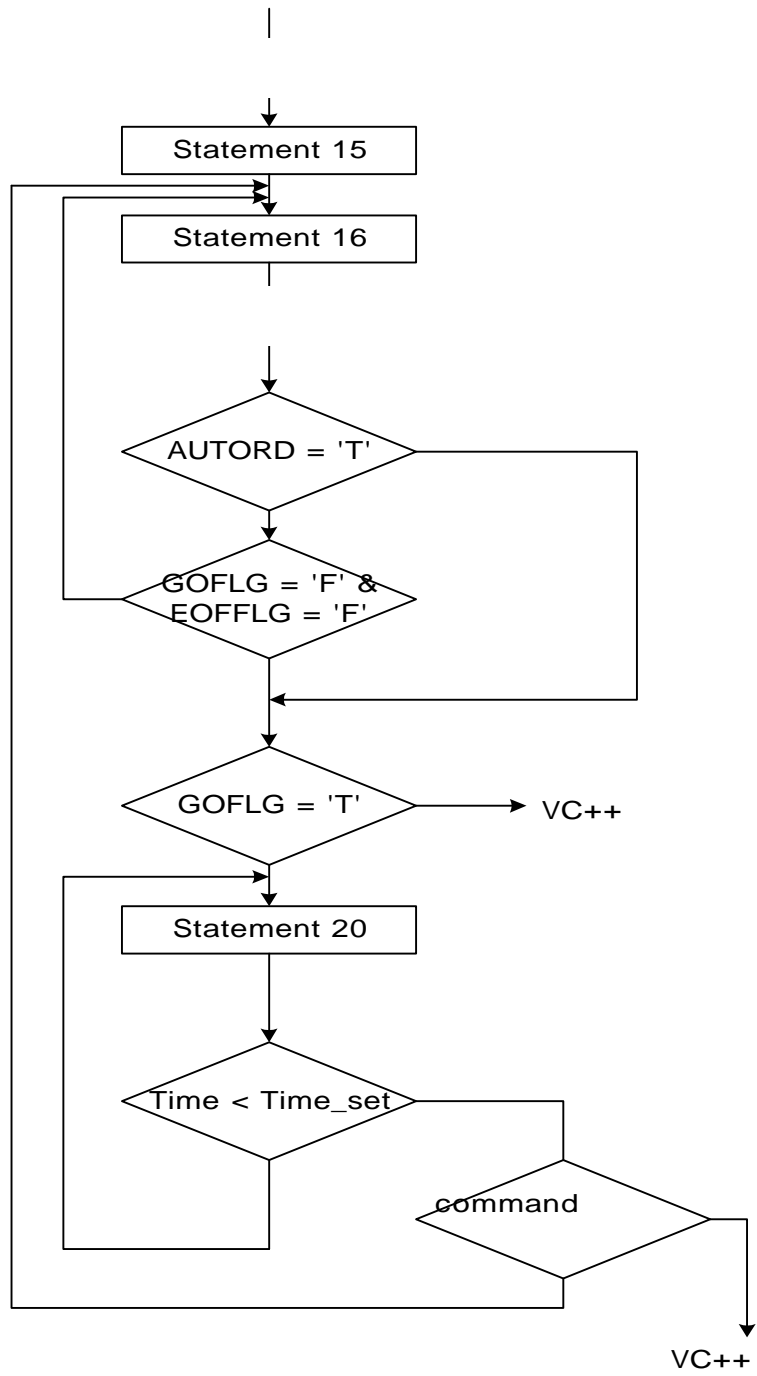 Statement 15
Statement 16
AUTORD = 'T'
GOFLG = 'F' &
EOFFLG = 'F'
GOFLG = 'T'
VC++
Statement 20
Time < Time_set
command
VC++